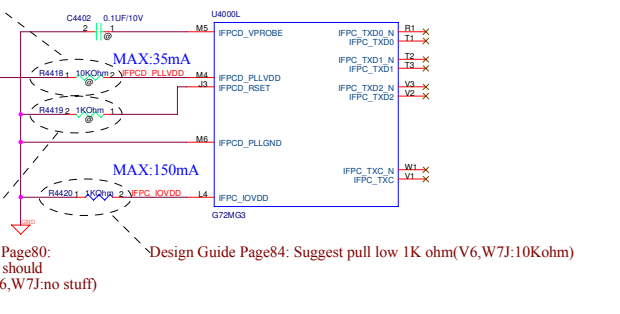 C4402 0.1UF/10V
2 1
@
U4000L
M5 IFPCD_VPROBE
IFPC_TXD0_N R1
IFPC_TXD0 T1
MAX:35mA
IFPC_TXD1_N T2
IFPC_TXD1 T3
R4418 1 10KOhm 2 IFPCD_PLLVDD M4 IFPCD_PLLVDD
@
J3 IFPCD_RSET
IFPC_TXD2_N V3
IFPC_TXD2 V2
R4419 2 1KOhm 1
@
M6 IFPCD_PLLGND
MAX:150mA
IFPC_TXC_N W1
IFPC_TXC V1
R4420 1 1KOhm 2 IFPC_IOVDD L4 IFPC_IOVDD
G72MG3
GND
Page80:
Design Guide Page84: Suggest pull low 1K ohm(V6,W7J:10Kohm)
should
6,W7J:no stuff)